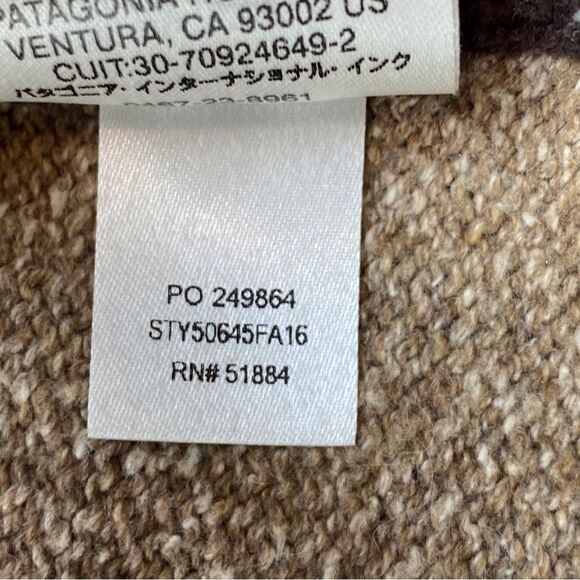 PATAGONIA
VENTURA, CA 93002 US
CUIT:30-70924649-2
パタゴニア・インターナショナル・インク
PO 249864
STY50645FA16
RN# 51884